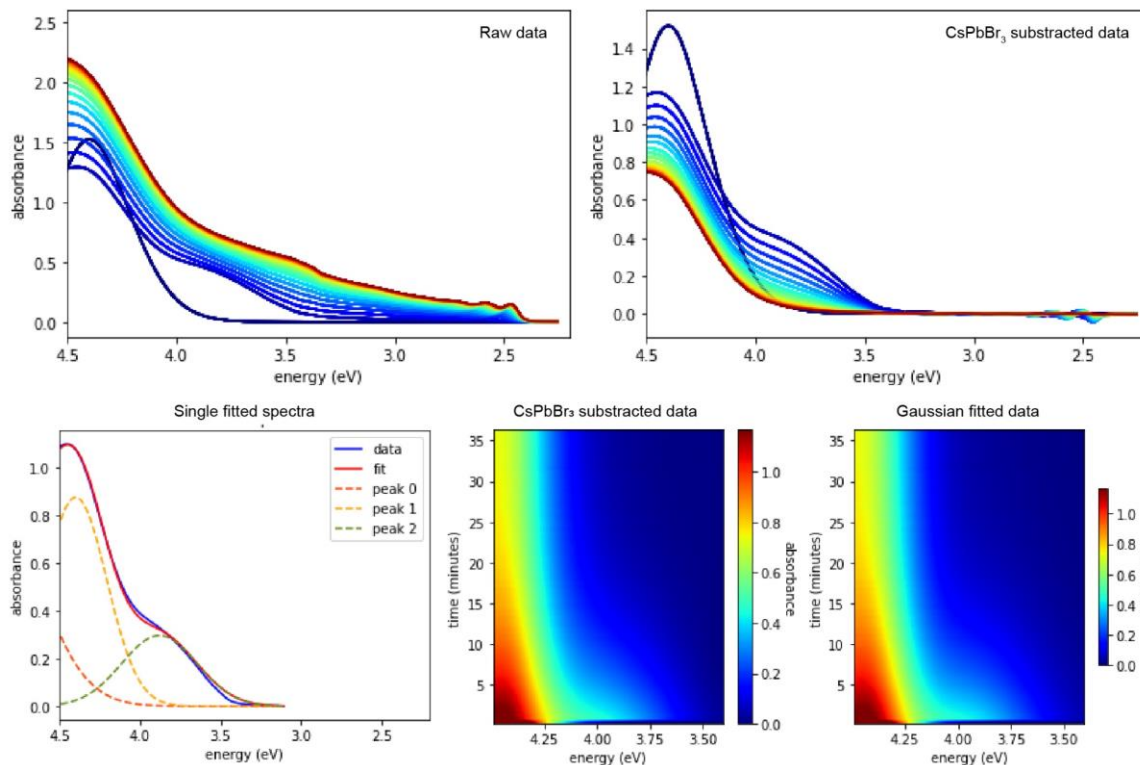 Raw data
absorbance
2.5
2.0
1.5
1.0
0.5
0.0
4.5 4.0 3.5 3.0 2.5
energy (eV)
CsPbBr₃ substracted data
absorbance
1.4
1.2
1.0
0.8
0.6
0.4
0.2
0.0
4.5 4.0 3.5 3.0 2.5
energy (eV)
Single fitted spectra
absorbance
1.0
0.8
0.6
0.4
0.2
0.0
data
fit
peak 0
peak 1
peak 2
4.5 4.0 3.5 3.0 2.5
energy (eV)
CsPbBr₃ substracted data
time (minutes)
35
30
25
20
15
10
5
4.25 4.00 3.75 3.50
energy (eV)
1.0
0.8
0.6
0.4
0.2
0.0
absorbance
Gaussian fitted data
time (minutes)
35
30
25
20
15
10
5
4.25 4.00 3.75 3.50
energy (eV)
1.0
0.8
0.6
0.4
0.2
0.0